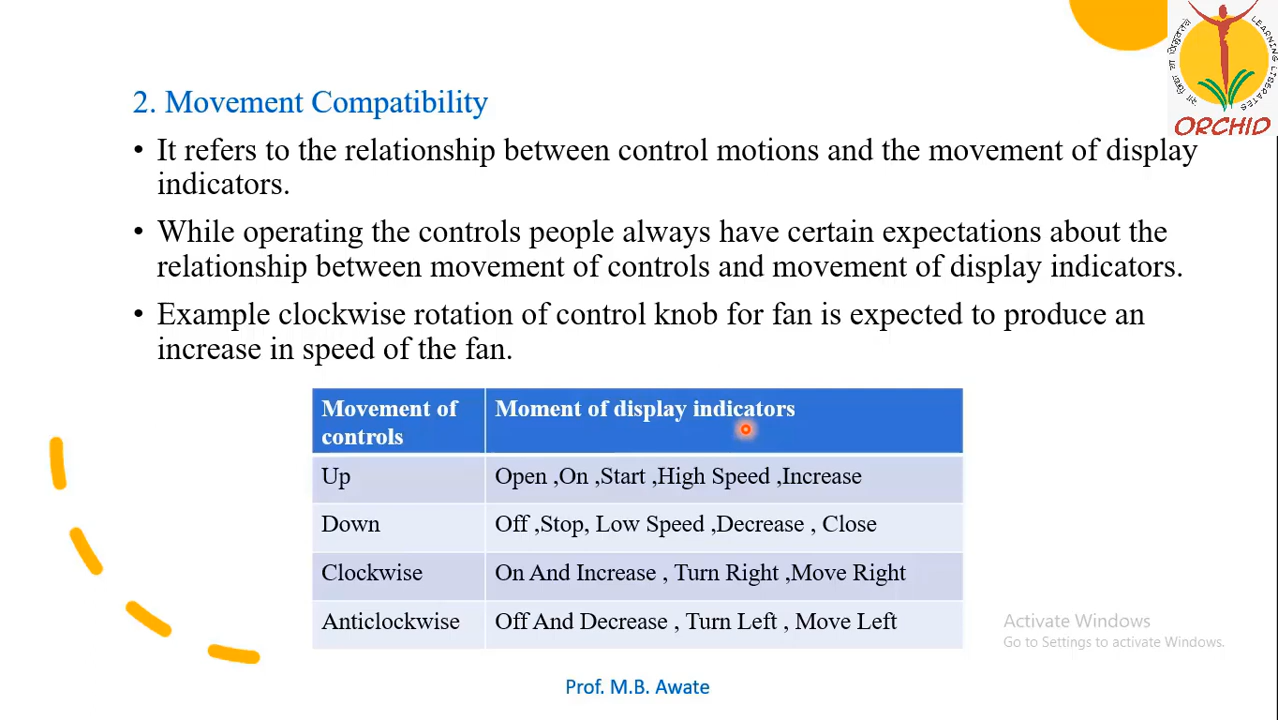 LEARNING LIBERATES
ORCHID
2. Movement Compatibility
• It refers to the relationship between control motions and the movement of display
indicators.
• While operating the controls people always have certain expectations about the
relationship between movement of controls and movement of display indicators.
• Example clockwise rotation of control knob for fan is expected to produce an
increase in speed of the fan.
Movement of
controls
Moment of display indicators
Up
Open ,On ,Start ,High Speed ,Increase
Down
Off ,Stop, Low Speed ,Decrease , Close
Clockwise
On And Increase , Turn Right ,Move Right
Anticlockwise
Off And Decrease , Turn Left , Move Left
Activate Windows
Go to Settings to activate Windows.
Prof. M.B. Awate